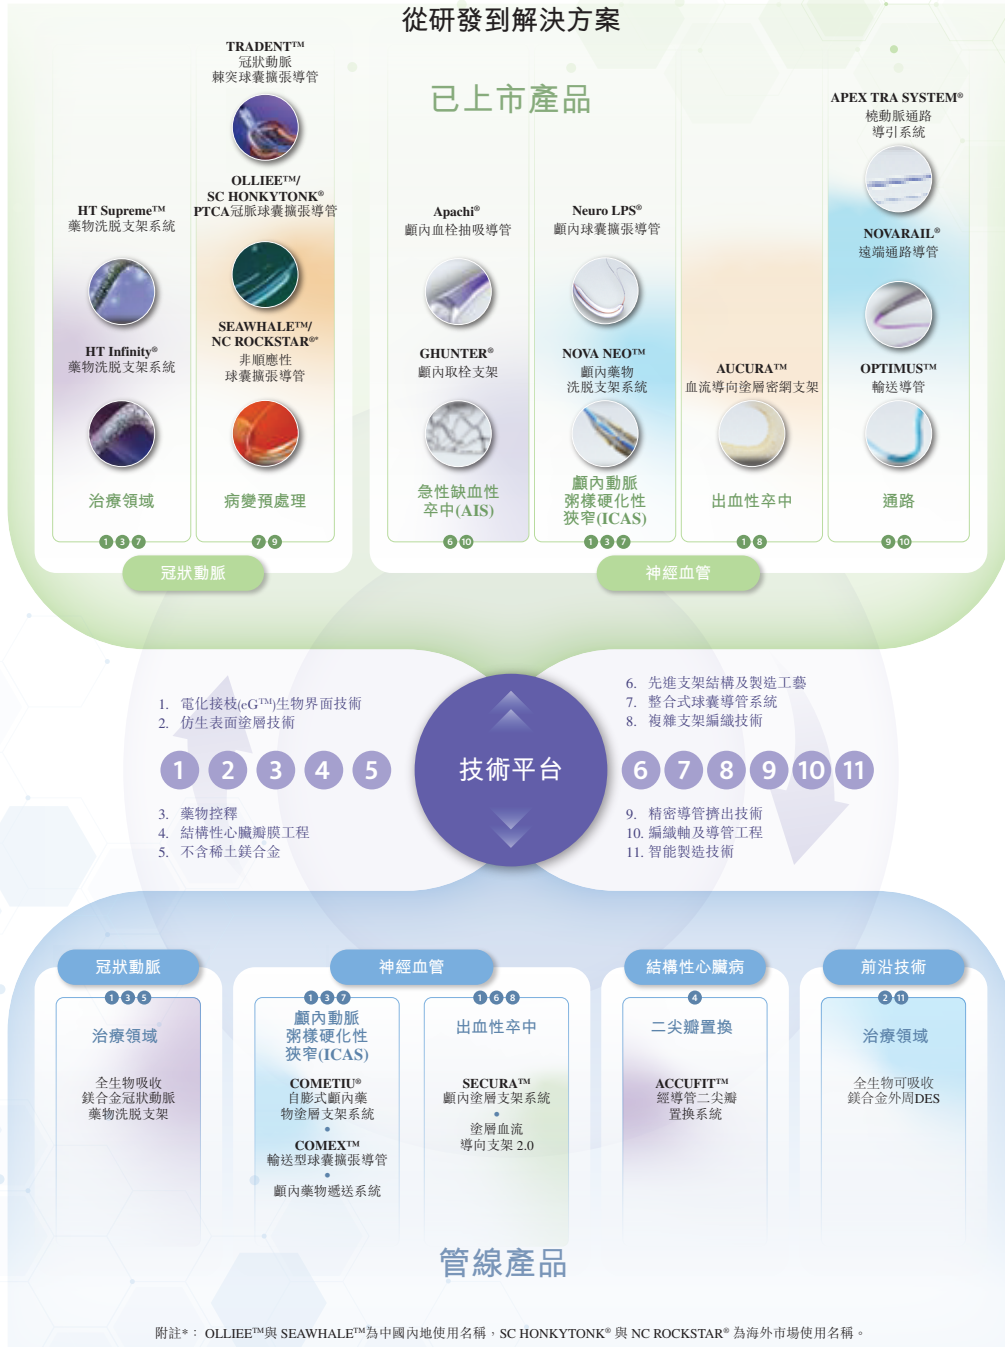 從研發到解決方案
已上市產品
HT Supreme™
藥物洗脫支架系統
HT Infinity®
藥物洗脫支架系統
治療領域
1 3 7
TRADENT™
冠狀動脈
棘突球囊擴張導管
OLLIEE™/
SC HONKYTONK®
PTCA冠脈球囊擴張導管
SEAWHALE™/
NC ROCKSTAR®*
非順應性
球囊擴張導管
病變預處理
7 9
冠狀動脈
Apachi®
顱內血栓抽吸導管
GHUNTER®
顱內取栓支架
急性缺血性
卒中(AIS)
6 10
Neuro LPS®
顱內球囊擴張導管
NOVA NEO™
顱內藥物
洗脫支架系統
顱內動脈
粥樣硬化性
狹窄(ICAS)
1 3 7
AUCURA™
血流導向塗層密網支架
出血性卒中
1 8
APEX TRA SYSTEM®
橈動脈通路
導引系統
NOVARAIL®
遠端通路導管
OPTIMUS™
輸送導管
通路
9 10
神經血管
1. 電化接枝(eG™)生物界面技術
2. 仿生表面塗層技術
1 2 3 4 5
3. 藥物控釋
4. 結構性心臟瓣膜工程
5. 不含稀土鎂合金
技術平台
6. 先進支架結構及製造工藝
7. 整合式球囊導管系統
8. 複雜支架編織技術
6 7 8 9 10 11
9. 精密導管擠出技術
10. 編織軸及導管工程
11. 智能製造技術
冠狀動脈
1 3 5
治療領域
全生物吸收
鎂合金冠狀動脈
藥物洗脫支架
神經血管
1 3 7
顱內動脈
粥樣硬化性
狹窄(ICAS)
COMETIU®
自膨式顱內藥
物塗層支架系統
•
COMEX™
輸送型球囊擴張導管
•
顱內藥物遞送系統
1 6 8
出血性卒中
SECURA™
顱內塗層支架系統
•
塗層血流
導向支架 2.0
結構性心臟病
4
二尖瓣置換
ACCUFIT™
經導管二尖瓣
置換系統
前沿技術
2 11
治療領域
全生物可吸收
鎂合金外周DES
管線產品
附註*： OLLIEE™與 SEAWHALE™為中國內地使用名稱，SC HONKYTONK® 與 NC ROCKSTAR® 為海外市場使用名稱。